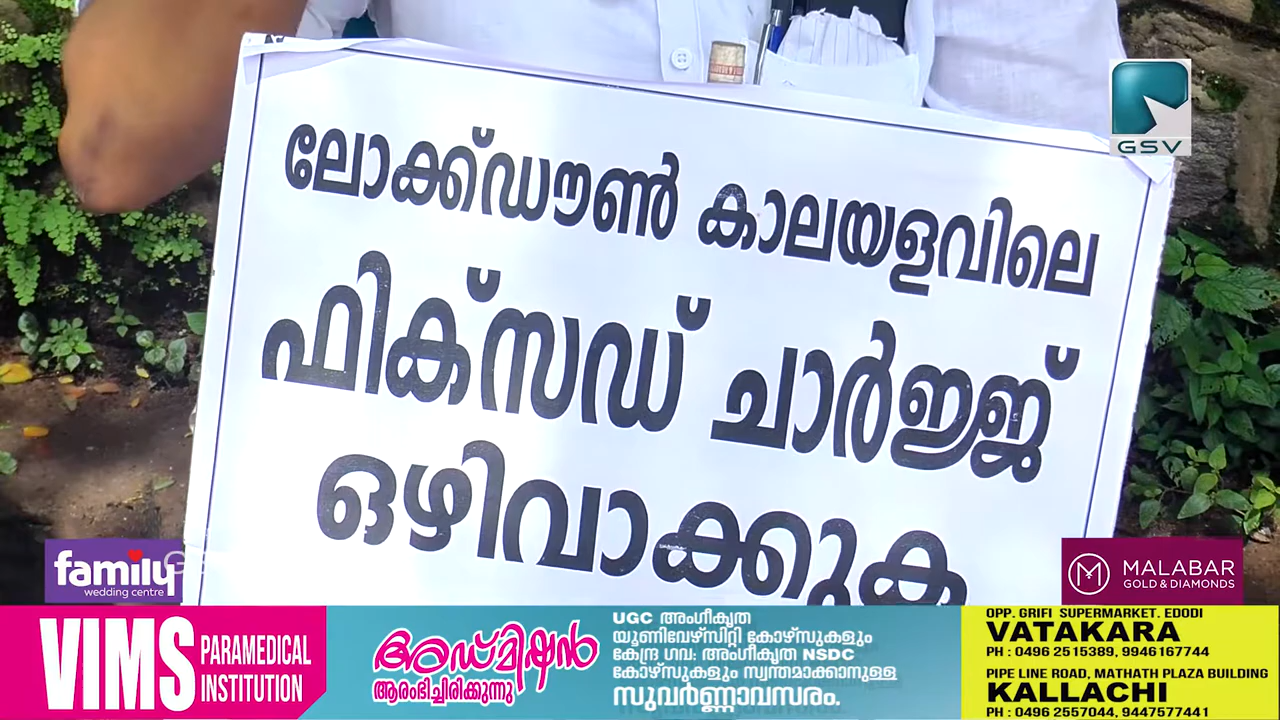 ലോക്ക്ഡൗൺ കാലയളവിലെ
ഫിക്സഡ് ചാർജ്ജ്
ഒഴിവാക്കുക
GSV
family
wedding centre
MALABAR
GOLD & DIAMONDS
VIMS PARAMEDICAL
INSTITUTION
അഡ്മിഷൻ
ആരംഭിച്ചിരിക്കുന്നു
UGC അംഗീകൃത
യൂണിവേഴ്സിറ്റി കോഴ്സുകളും
കേന്ദ്ര ഗവ: അംഗീകൃത NSDC
കോഴ്സുകളും സ്വന്തമാക്കാനുള്ള
സുവർണ്ണാവസരം.
OPP. GRIFI SUPERMARKET. EDODI
VATAKARA
PH : 0496 2515389, 9946167744
PIPE LINE ROAD, MATHATH PLAZA BUILDING
KALLACHI
PH : 0496 2557044, 9447577441